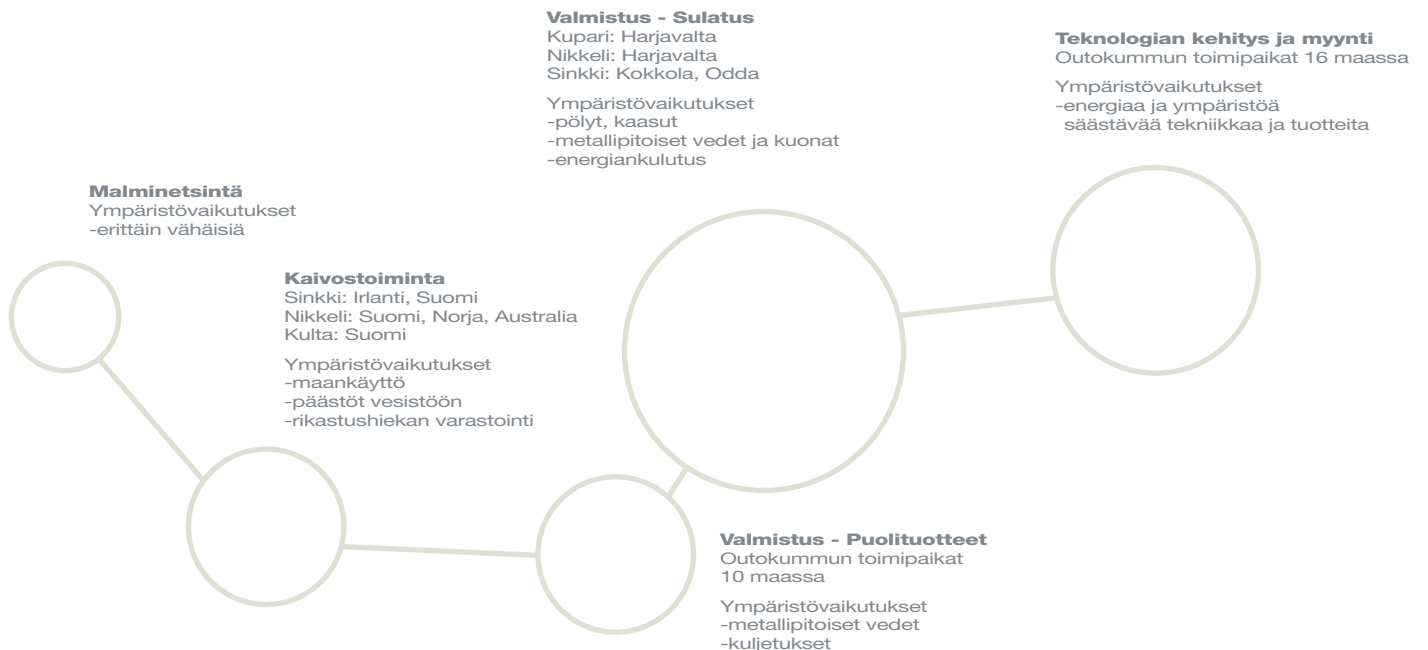 Valmistus - Sulatus
Kupari: Harjavalta
Nikkeli: Harjavalta
Sinkki: Kokkola, Odda
Ympäristövaikutukset
-pölyt, kaasut
-metallipitoiset vedet ja kuonat
-energiankulutus
Teknologian kehitys ja myynti
Outokummun toimipaikat 16 maassa
Ympäristövaikutukset
-energiaa ja ympäristöä
säästävää tekniikkaa ja tuotteita
Malminetsintä
Ympäristövaikutukset
-erittäin vähäisiä
Kaivostoiminta
Sinkki: Irlanti, Suomi
Nikkeli: Suomi, Norja, Australia
Kulta: Suomi
Ympäristövaikutukset
-maankäyttö
-päästöt vesistöön
-rikastushiekan varastointi
Valmistus - Puolituotteet
Outokummun toimipaikat
10 maassa
Ympäristövaikutukset
-metallipitoiset vedet
-kuljetukset